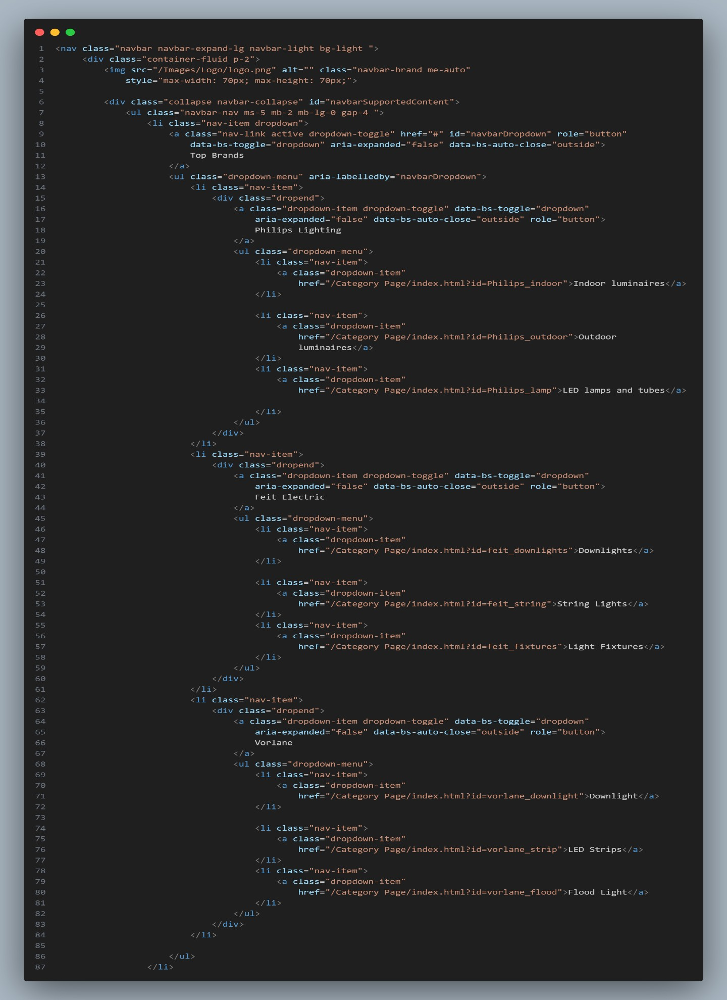 1 <nav class="navbar navbar-expand-lg navbar-light bg-light ">
2 <div class="container-fluid p-2">
3 <img src="/Images/Logo/logo.png" alt="" class="navbar-brand me-auto"
4 style="max-width: 70px; max-height: 70px;">
5
6 <div class="collapse navbar-collapse" id="navbarSupportedContent">
7 <ul class="navbar-nav ms-5 mb-2 mb-lg-0 gap-4 ">
8 <li class="nav-item dropdown">
9 <a class="nav-link active dropdown-toggle" href="#" id="navbarDropdown" role="button"
10 data-bs-toggle="dropdown" aria-expanded="false" data-bs-auto-close="outside">
11 Top Brands
12 </a>
13 <ul class="dropdown-menu" aria-labelledby="navbarDropdown">
14 <li class="nav-item">
15 <div class="dropend">
16 <a class="dropdown-item dropdown-toggle" data-bs-toggle="dropdown"
17 aria-expanded="false" data-bs-auto-close="outside" role="button">
18 Philips Lighting
19 </a>
20 <ul class="dropdown-menu">
21 <li class="nav-item">
22 <a class="dropdown-item"
23 href="/Category Page/index.html?id=Philips_indoor">Indoor luminaires</a>
24 </li>
25
26 <li class="nav-item">
27 <a class="dropdown-item"
28 href="/Category Page/index.html?id=Philips_outdoor">Outdoor
29 luminaires</a>
30 </li>
31 <li class="nav-item">
32 <a class="dropdown-item"
33 href="/Category Page/index.html?id=Philips_lamp">LED lamps and tubes</a>
34
35 </li>
36 </ul>
37 </div>
38 </li>
39 <li class="nav-item">
40 <div class="dropend">
41 <a class="dropdown-item dropdown-toggle" data-bs-toggle="dropdown"
42 aria-expanded="false" data-bs-auto-close="outside" role="button">
43 Feit Electric
44 </a>
45 <ul class="dropdown-menu">
46 <li class="nav-item">
47 <a class="dropdown-item"
48 href="/Category Page/index.html?id=feit_downlights">Downlights</a>
49 </li>
50
51 <li class="nav-item">
52 <a class="dropdown-item"
53 href="/Category Page/index.html?id=feit_string">String Lights</a>
54 </li>
55 <li class="nav-item">
56 <a class="dropdown-item"
57 href="/Category Page/index.html?id=feit_fixtures">Light Fixtures</a>
58 </li>
59 </ul>
60 </div>
61 </li>
62 <li class="nav-item">
63 <div class="dropend">
64 <a class="dropdown-item dropdown-toggle" data-bs-toggle="dropdown"
65 aria-expanded="false" data-bs-auto-close="outside" role="button">
66 Vorlane
67 </a>
68 <ul class="dropdown-menu">
69 <li class="nav-item">
70 <a class="dropdown-item"
71 href="/Category Page/index.html?id=vorlane_downlight">Downlight</a>
72 </li>
73
74 <li class="nav-item">
75 <a class="dropdown-item"
76 href="/Category Page/index.html?id=vorlane_strip">LED Strips</a>
77 </li>
78 <li class="nav-item">
79 <a class="dropdown-item"
80 href="/Category Page/index.html?id=vorlane_flood">Flood Light</a>
81 </li>
82 </ul>
83 </div>
84 </li>
85
86 </ul>
87 </li>